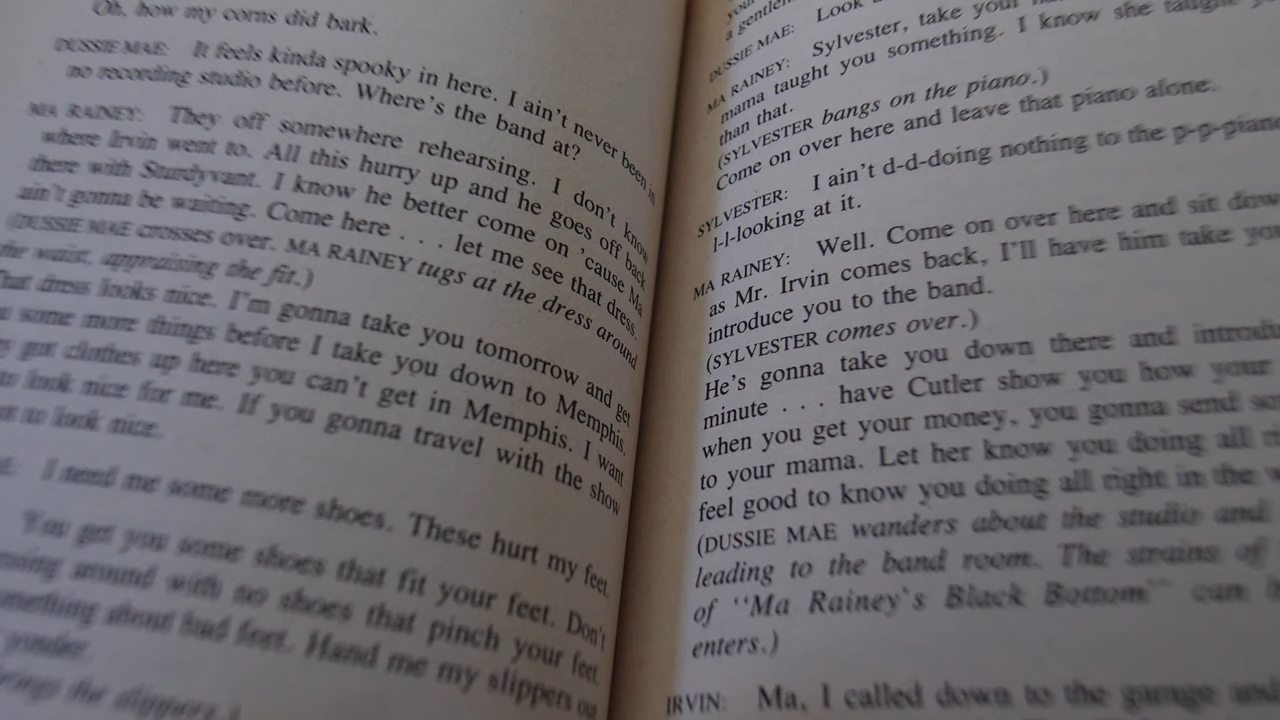 Oh, how my corns did bark.
DUSSIE MAE: It feels kinda spooky in here. I ain't never been in
no recording studio before. Where's the band at?
MA RAINEY: They off somewhere rehearsing. I don't know
where Irvin went to. All this hurry up and he goes off back
there with Sturdyvant. I know he better come on 'cause Ma
ain't gonna be waiting. Come here . . . let me see that dress.
(DUSSIE MAE crosses over. MA RAINEY tugs at the dress around
the waist, appraising the fit.)
That dress looks nice. I'm gonna take you tomorrow and get
some more things before I take you down to Memphis.
got clothes up here you can't get in Memphis. I want
to look nice for me. If you gonna travel with the show
to look nice.
I need me some more shoes. These hurt my feet.
You get you some shoes that fit your feet. Don't
around with no shoes that pinch your feet.
something about bad feet. Hand me my slippers out
yonder.
the slippers.)
a gentle
DUSSIE MAE: Look
MA RAINEY: Sylvester, take your
mama taught you something. I know she taught
than that.
(SYLVESTER bangs on the piano.)
Come on over here and leave that piano alone.
SYLVESTER: I ain't d-d-doing nothing to the p-p-piano
l-l-looking at it.
MA RAINEY: Well. Come on over here and sit down
as Mr. Irvin comes back, I'll have him take you
introduce you to the band.
(SYLVESTER comes over.)
He's gonna take you down there and introdu
minute . . . have Cutler show you how your
when you get your money, you gonna send so
to your mama. Let her know you doing all ri
feel good to know you doing all right in the w
(DUSSIE MAE wanders about the studio and
leading to the band room. The strains of
of "Ma Rainey's Black Bottom" can b
enters.)
IRVIN: Ma, I called down to the garage and